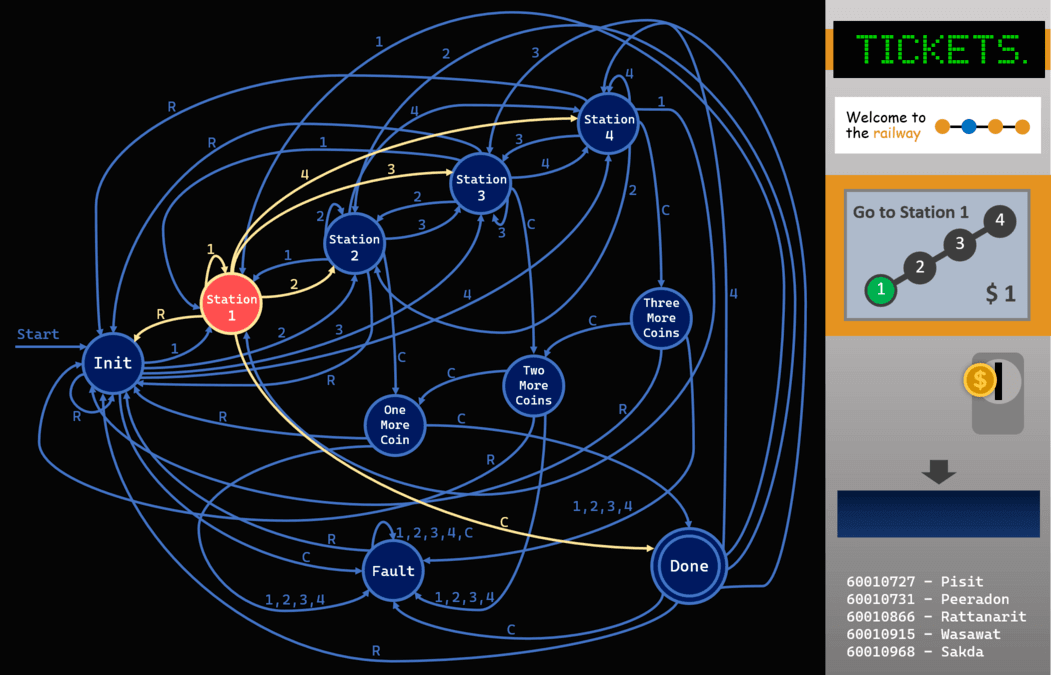 1
2
3
4
1
R
4
Station
4
R
1
3
4
3
4
Station
3
2
C
2
3
3
C
2
Station
2
1
1
2
Station
1
R
Start
Init
1
2
3
4
4
Three
More
Coins
C
C
Two
More
Coins
C
R
One
More
Coin
R
R
C
R
R
1,2,3,4
C
1,2,3,4,C
R
C
Fault
Done
1,2,3,4
1,2,3,4
C
R
TICKETS.
Welcome to
the railway
Go to Station 1
4
3
2
1
$ 1
$
60010727 – Pisit
60010731 – Peeradon
60010866 – Rattanarit
60010915 – Wasawat
60010968 – Sakda